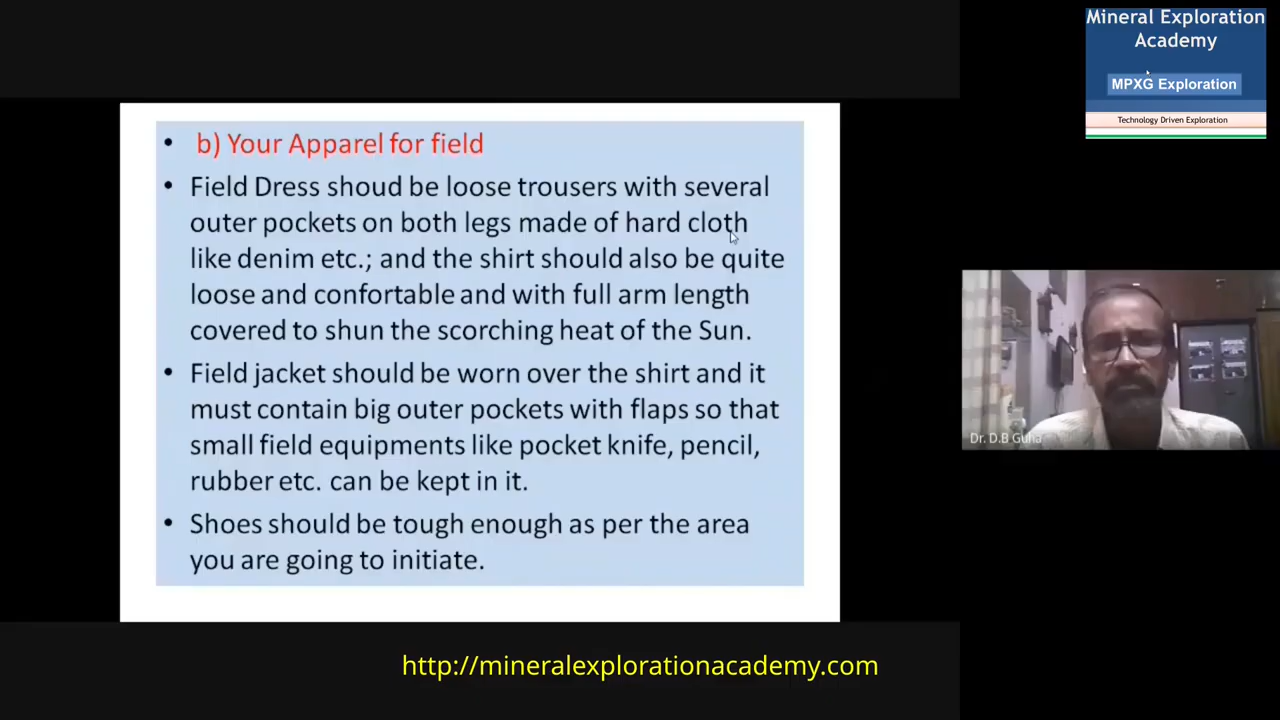 Mineral Exploration
Academy
MPXG Exploration
Technology Driven Exploration
• b) Your Apparel for field
• Field Dress shoud be loose trousers with several
outer pockets on both legs made of hard cloth
like denim etc.; and the shirt should also be quite
loose and confortable and with full arm length
covered to shun the scorching heat of the Sun.
• Field jacket should be worn over the shirt and it
must contain big outer pockets with flaps so that
small field equipments like pocket knife, pencil,
rubber etc. can be kept in it.
• Shoes should be tough enough as per the area
you are going to initiate.
Dr. D.B Guha
http://mineralexplorationacademy.com